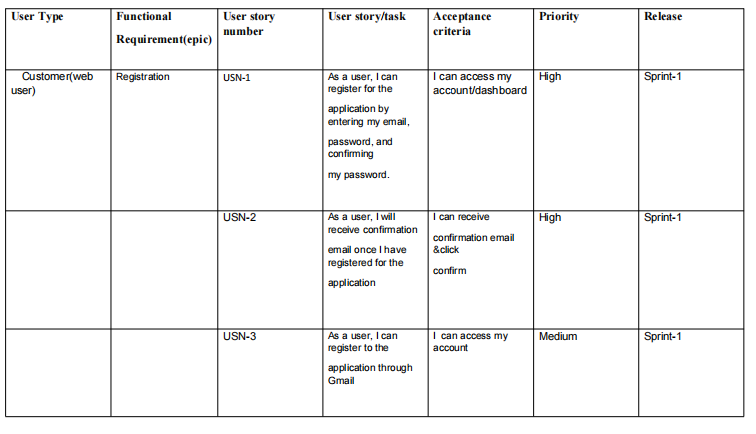 User Type
Functional
Requirement(epic)
User story
number
User story/task
Acceptance
criteria
Priority
Release
Customer(web
user)
Registration
USN-1
As a user, I can
register for the
application by
entering my email,
password, and
confirming
my password.
I can access my
account/dashboard
High
Sprint-1
USN-2
As a user, I will
receive confirmation
email once I have
registered for the
application
I can receive
confirmation email
&click
confirm
High
Sprint-1
USN-3
As a user, I can
register to the
application through
Gmail
I can access my
account
Medium
Sprint-1